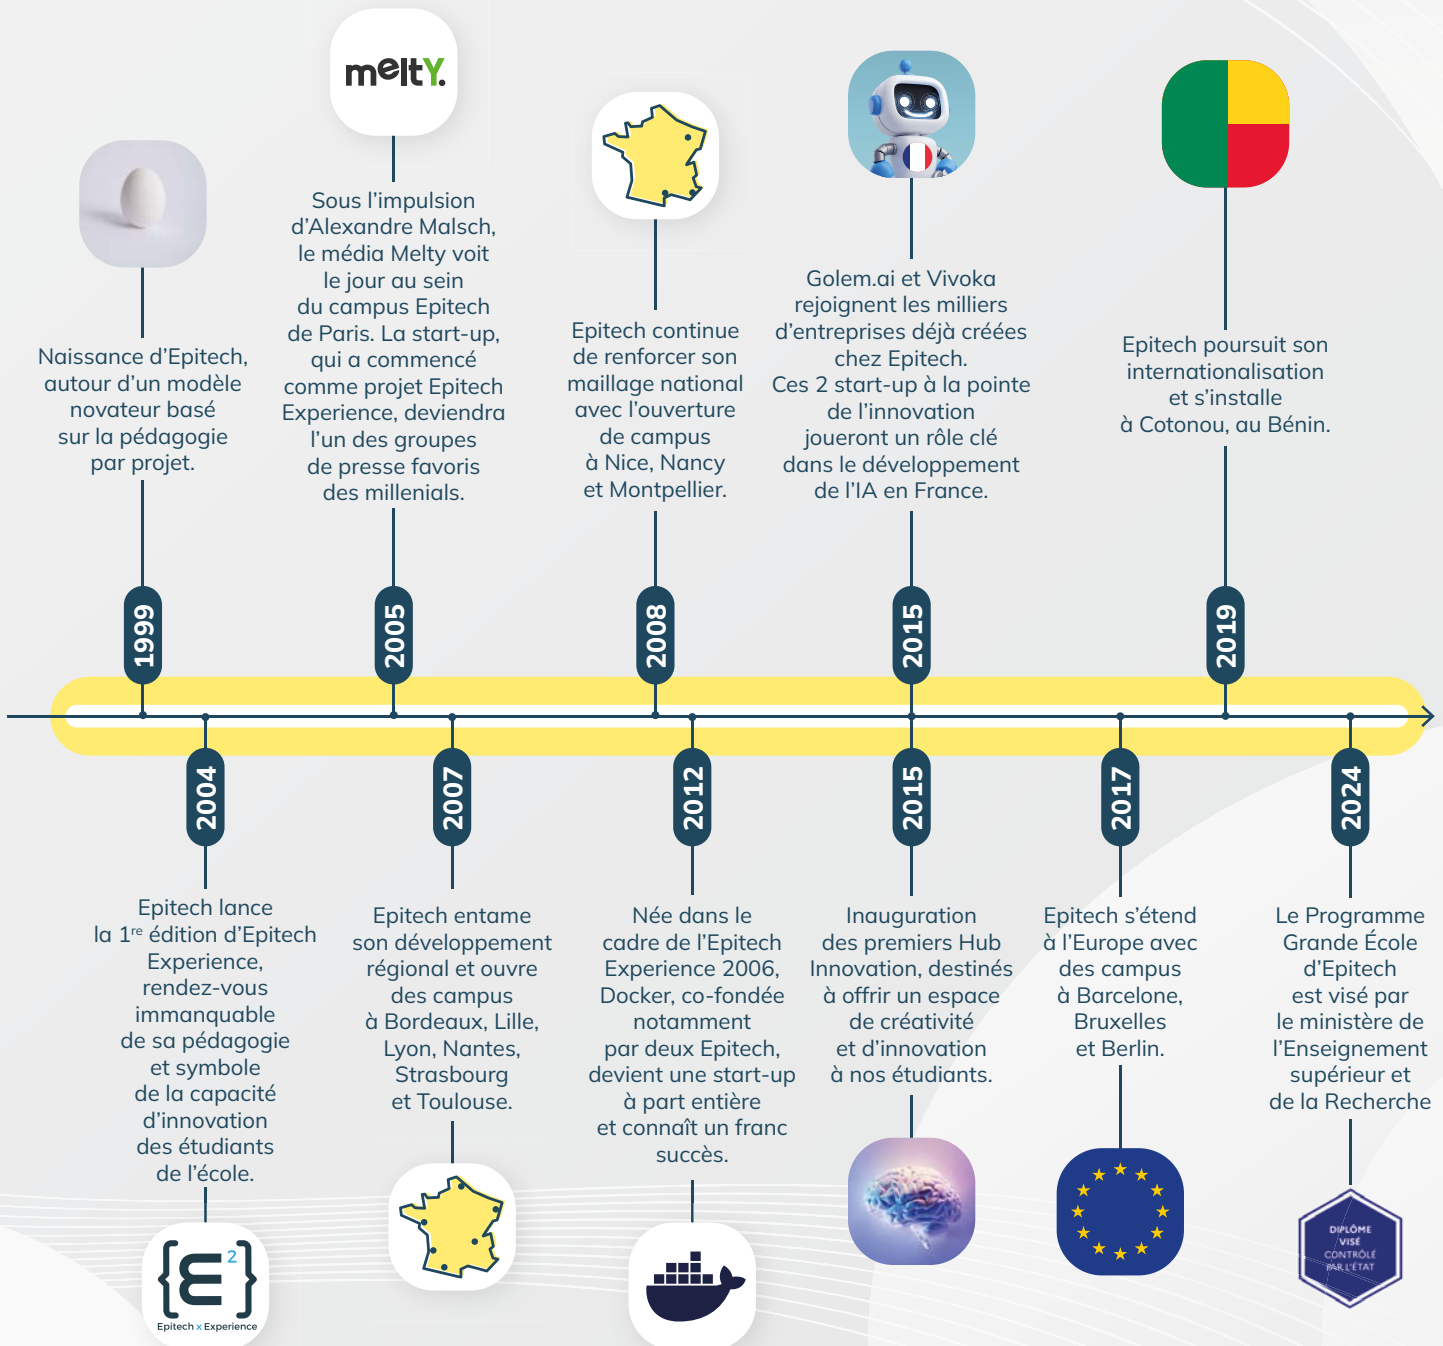 melty.
Sous l'impulsion
d'Alexandre Malsch,
le média Melty voit
le jour au sein
du campus Epitech
de Paris. La start-up,
qui a commencé
comme projet Epitech
Experience, deviendra
l'un des groupes
de presse favoris
des millenials.
Naissance d'Epitech,
autour d'un modèle
novateur basé
sur la pédagogie
par projet.
Epitech continue
de renforcer son
maillage national
avec l'ouverture
de campus
à Nice, Nancy
et Montpellier.
Golem.ai et Vivoka
rejoignent les milliers
d'entreprises déjà créées
chez Epitech.
Ces 2 start-up à la pointe
de l'innovation
joueront un rôle clé
dans le développement
de l'IA en France.
Epitech poursuit son
internationalisation
et s'installe
à Cotonou, au Bénin.
1999
2005
2008
2015
2019
2004
2007
2012
2015
2017
2024
Epitech lance
la 1re édition d'Epitech
Experience,
rendez-vous
immanquable
de sa pédagogie
et symbole
de la capacité
d'innovation
des étudiants
de l'école.
{E2}
Epitech x Experience
Epitech entame
son développement
régional et ouvre
des campus
à Bordeaux, Lille,
Lyon, Nantes,
Strasbourg
et Toulouse.
Née dans le
cadre de l'Epitech
Experience 2006,
Docker, co-fondée
notamment
par deux Epitech,
devient une start-up
à part entière
et connaît un franc
succès.
Inauguration
des premiers Hub
Innovation, destinés
à offrir un espace
de créativité
et d'innovation
à nos étudiants.
Epitech s'étend
à l'Europe avec
des campus
à Barcelone,
Bruxelles
et Berlin.
Le Programme
Grande École
d'Epitech
est visé par
le ministère de
l'Enseignement
supérieur et
de la Recherche
DIPLÔME
VISÉ
CONTRÔLÉ
PAR L'ÉTAT